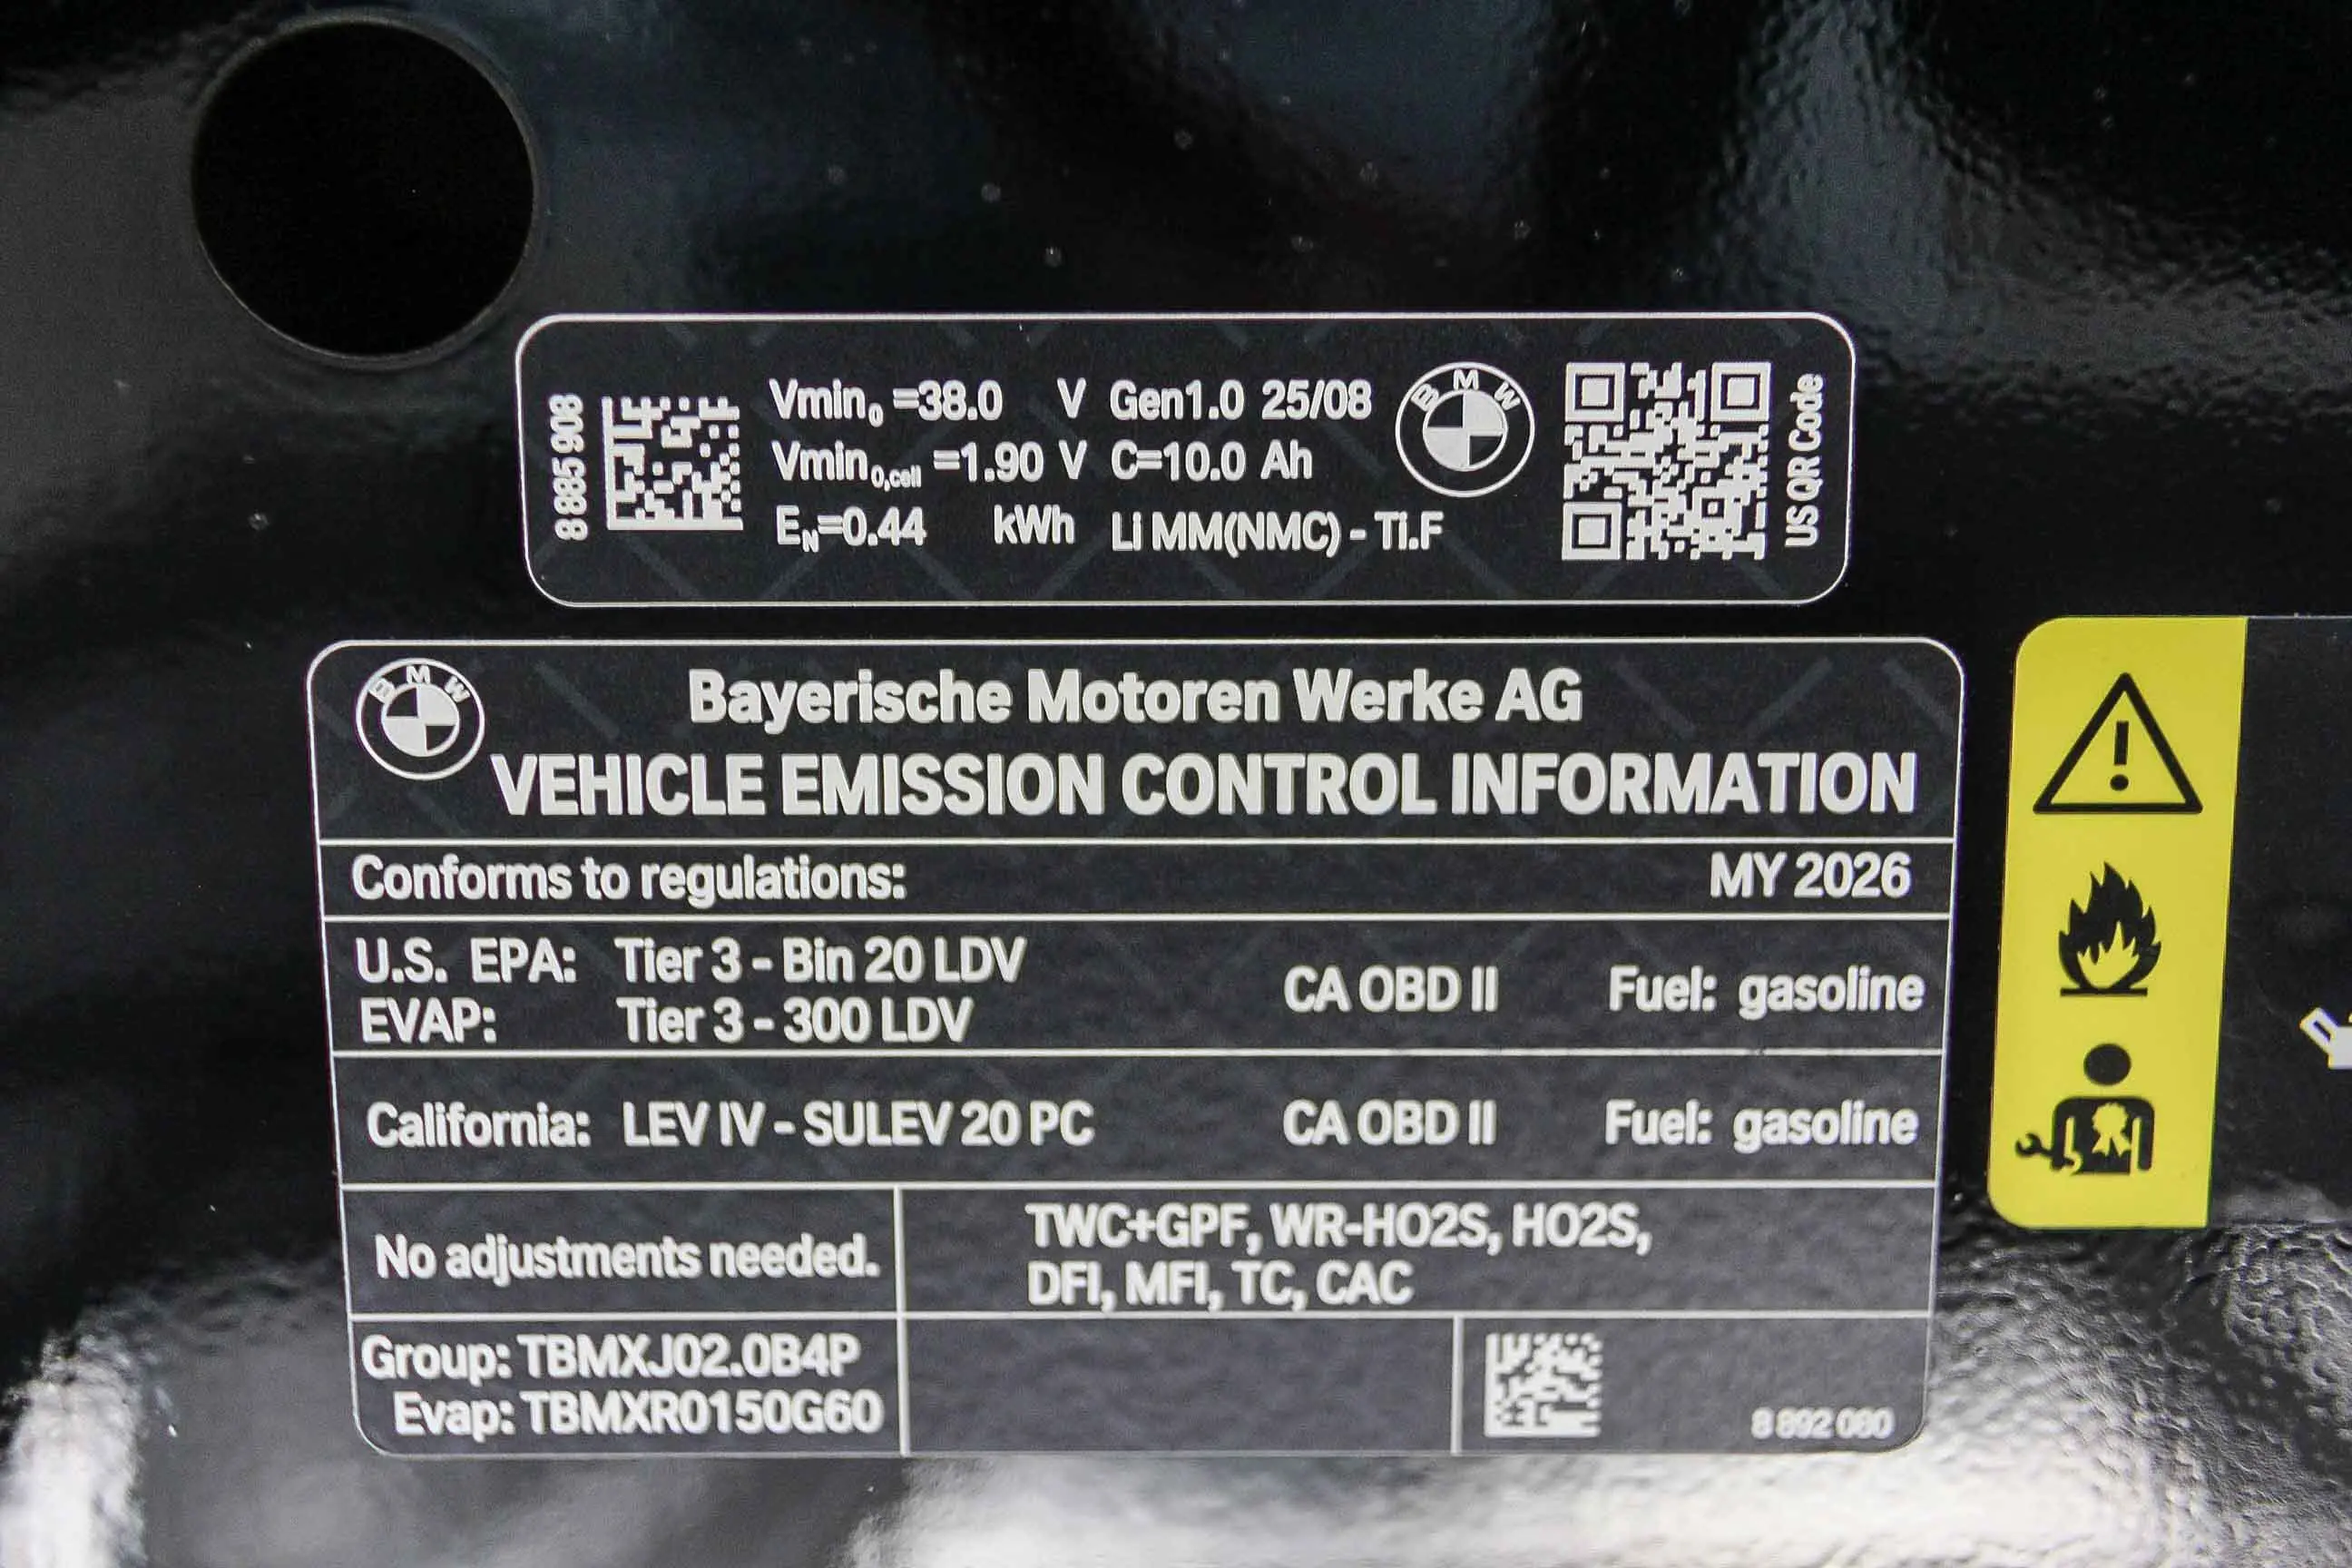 8 885 908
Vmin0 =38.0 V Gen1.0 25/08
Vmin0,cell =1.90 V C=10.0 Ah
EN=0.44 kWh Li MM(NMC) - Ti.F
BMW
US QR Code
BMW
Bayerische Motoren Werke AG
VEHICLE EMISSION CONTROL INFORMATION
Conforms to regulations: MY 2026
U.S. EPA: Tier 3 - Bin 20 LDV
EVAP: Tier 3 - 300 LDV
CA OBD II Fuel: gasoline
California: LEV IV - SULEV 20 PC CA OBD II Fuel: gasoline
No adjustments needed.
TWC+GPF, WR-HO2S, HO2S,
DFI, MFI, TC, CAC
Group: TBMXJ02.0B4P
Evap: TBMXR0150G60
8 892 080